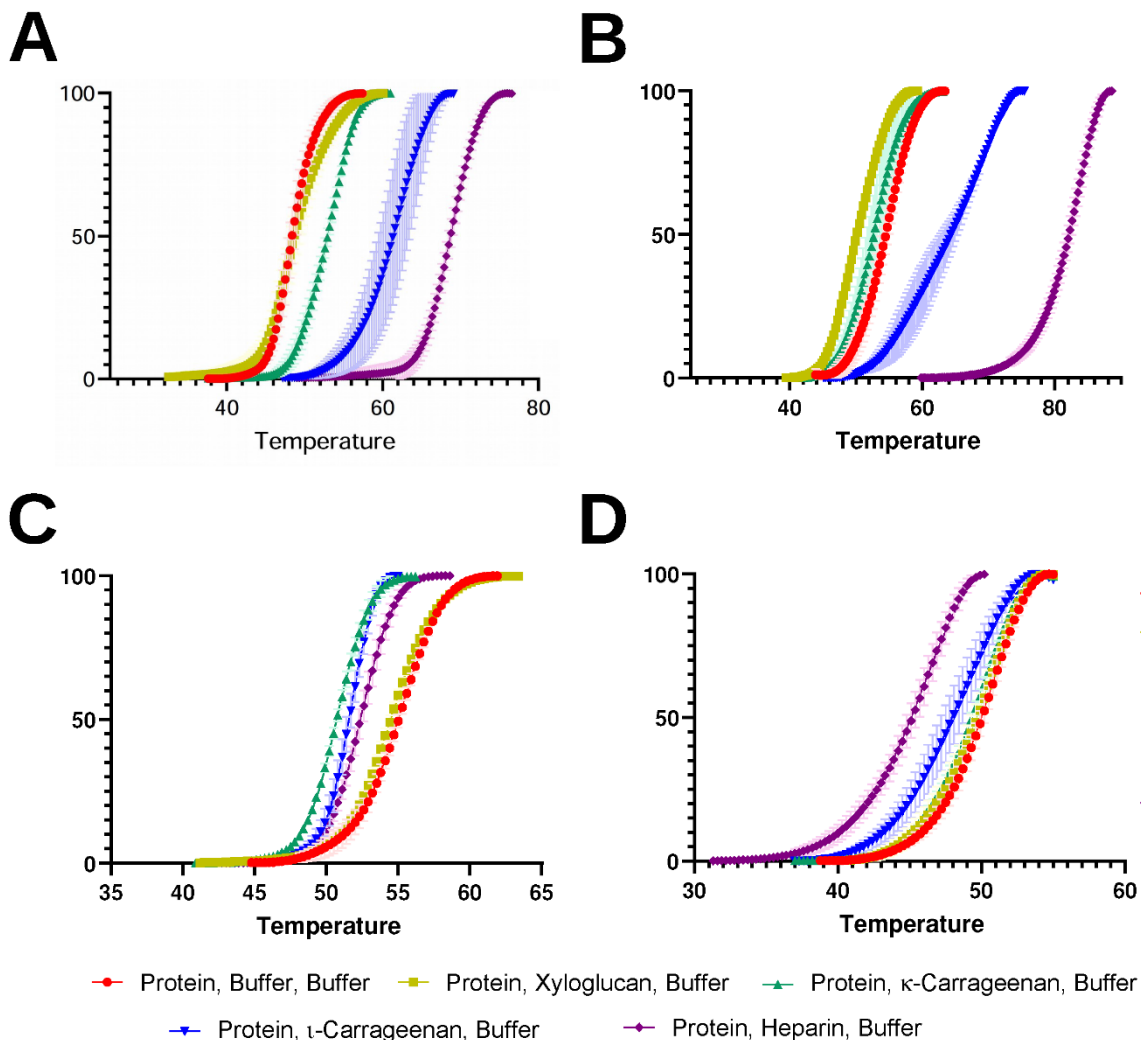 A
B
100
50
0
40
60
80
Temperature
100
50
0
40
60
80
Temperature
C
D
100
50
0
35
40
45
50
55
60
65
Temperature
100
50
0
30
40
50
60
Temperature
Protein, Buffer, Buffer
Protein, Xyloglucan, Buffer
Protein, κ-Carrageenan, Buffer
Protein, ι-Carrageenan, Buffer
Protein, Heparin, Buffer